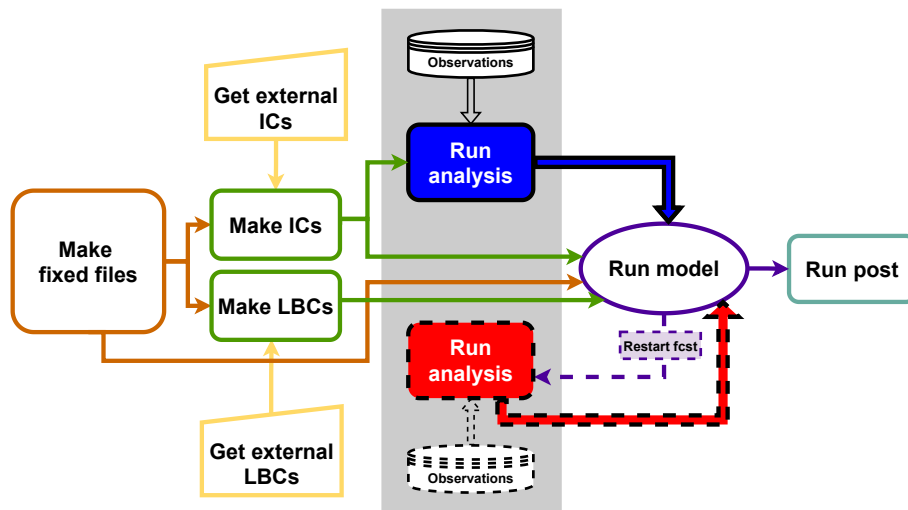 Observations
Get external
ICs
Run
analysis
Make
fixed files
Make ICs
Make LBCs
Run model
Run post
Run
analysis
Restart fcst
Get external
LBCs
Observations